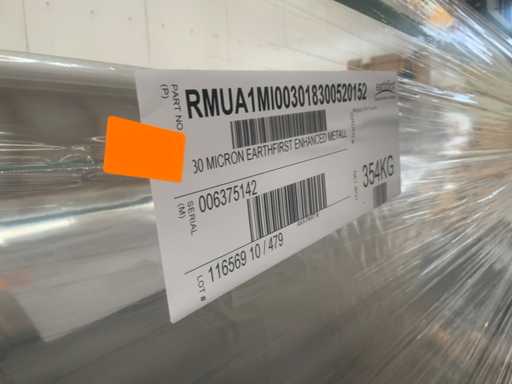 PART NO
(P)
RMUA1MI003018300520152
30 MICRON EARTHFIRST ENHANCED METALL
SERIAL
(M)
006375142
354KG
LOT #
116569 10 / 479